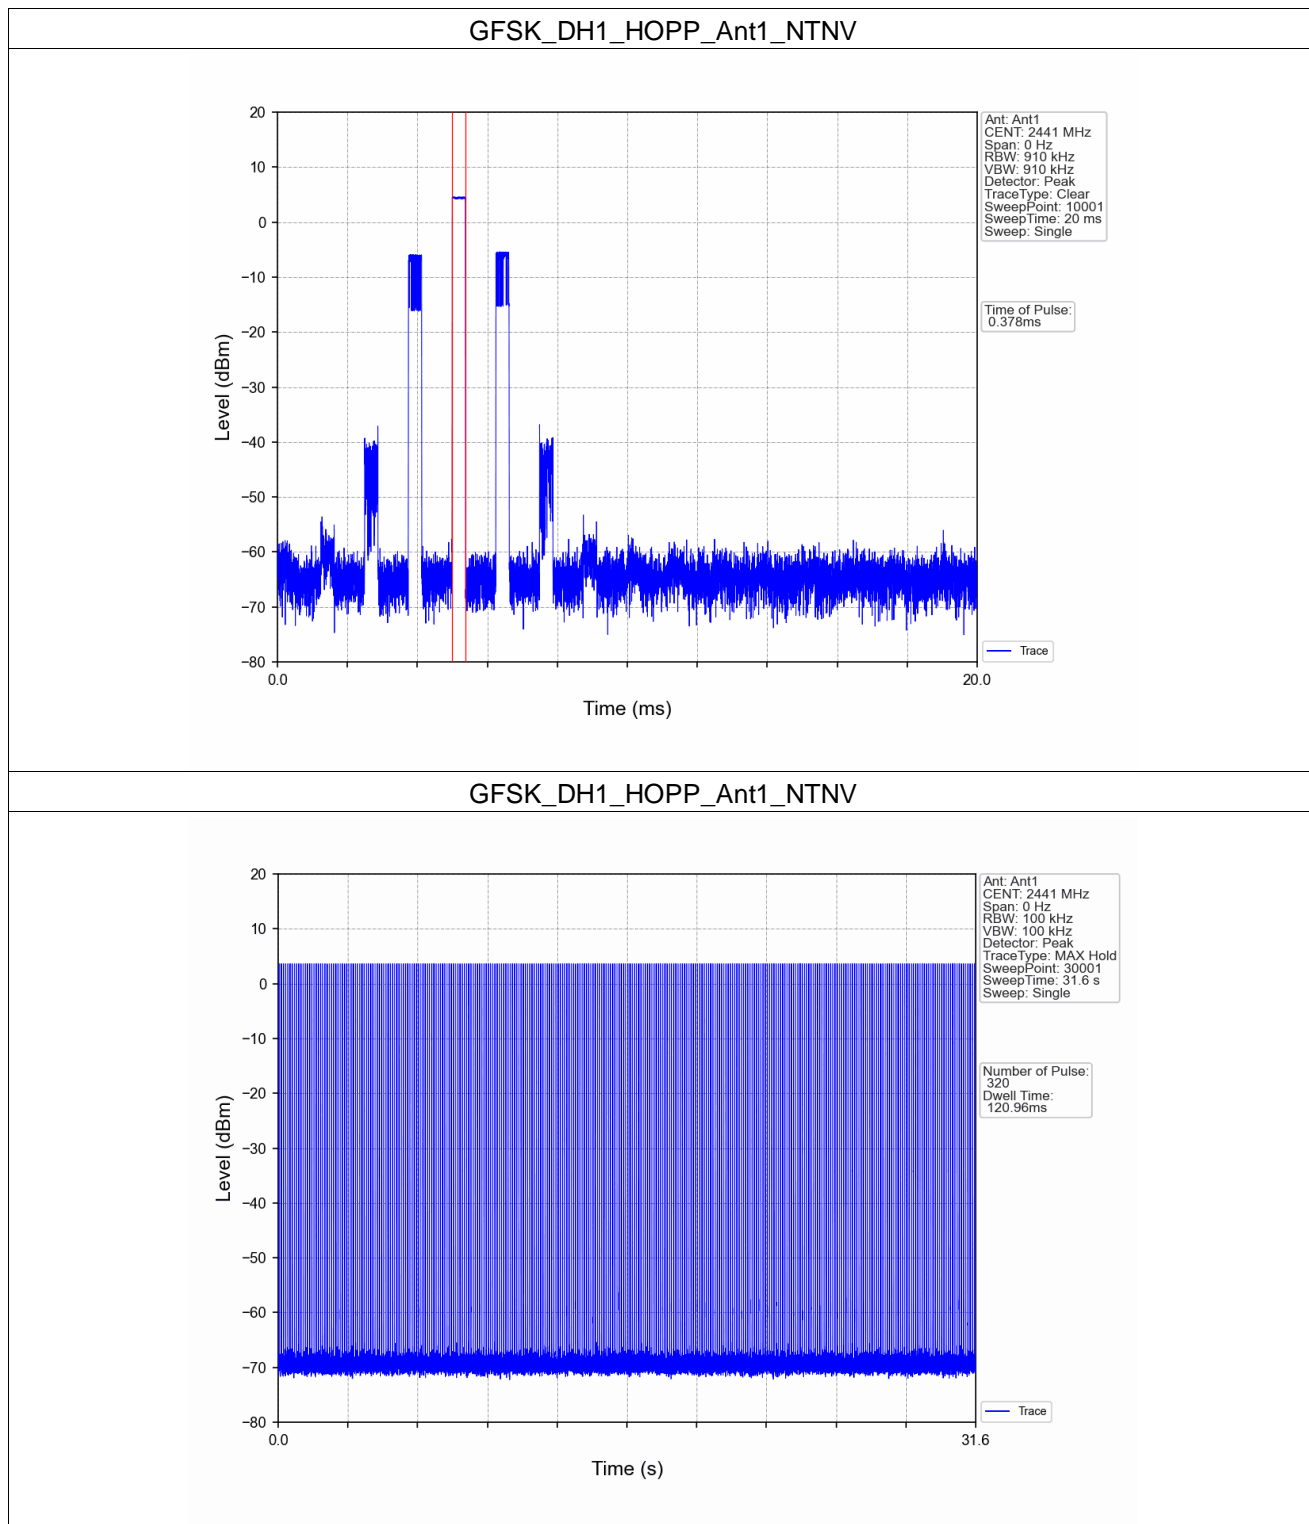 GFSK_DH1_HOPP_Ant1_NTNV
20
10
0
−10
−20
−30
−40
−50
−60
−70
−80
Level (dBm)
0.0
20.0
Time (ms)
Ant: Ant1
CENT: 2441 MHz
Span: 0 Hz
RBW: 910 kHz
VBW: 910 kHz
Detector: Peak
TraceType: Clear
SweepPoint: 10001
SweepTime: 20 ms
Sweep: Single
Time of Pulse:
0.378ms
Trace
GFSK_DH1_HOPP_Ant1_NTNV
20
10
0
−10
−20
−30
−40
−50
−60
−70
−80
Level (dBm)
0.0
31.6
Time (s)
Ant: Ant1
CENT: 2441 MHz
Span: 0 Hz
RBW: 100 kHz
VBW: 100 kHz
Detector: Peak
TraceType: MAX Hold
SweepPoint: 30001
SweepTime: 31.6 s
Sweep: Single
Number of Pulse:
320
Dwell Time:
120.96ms
Trace